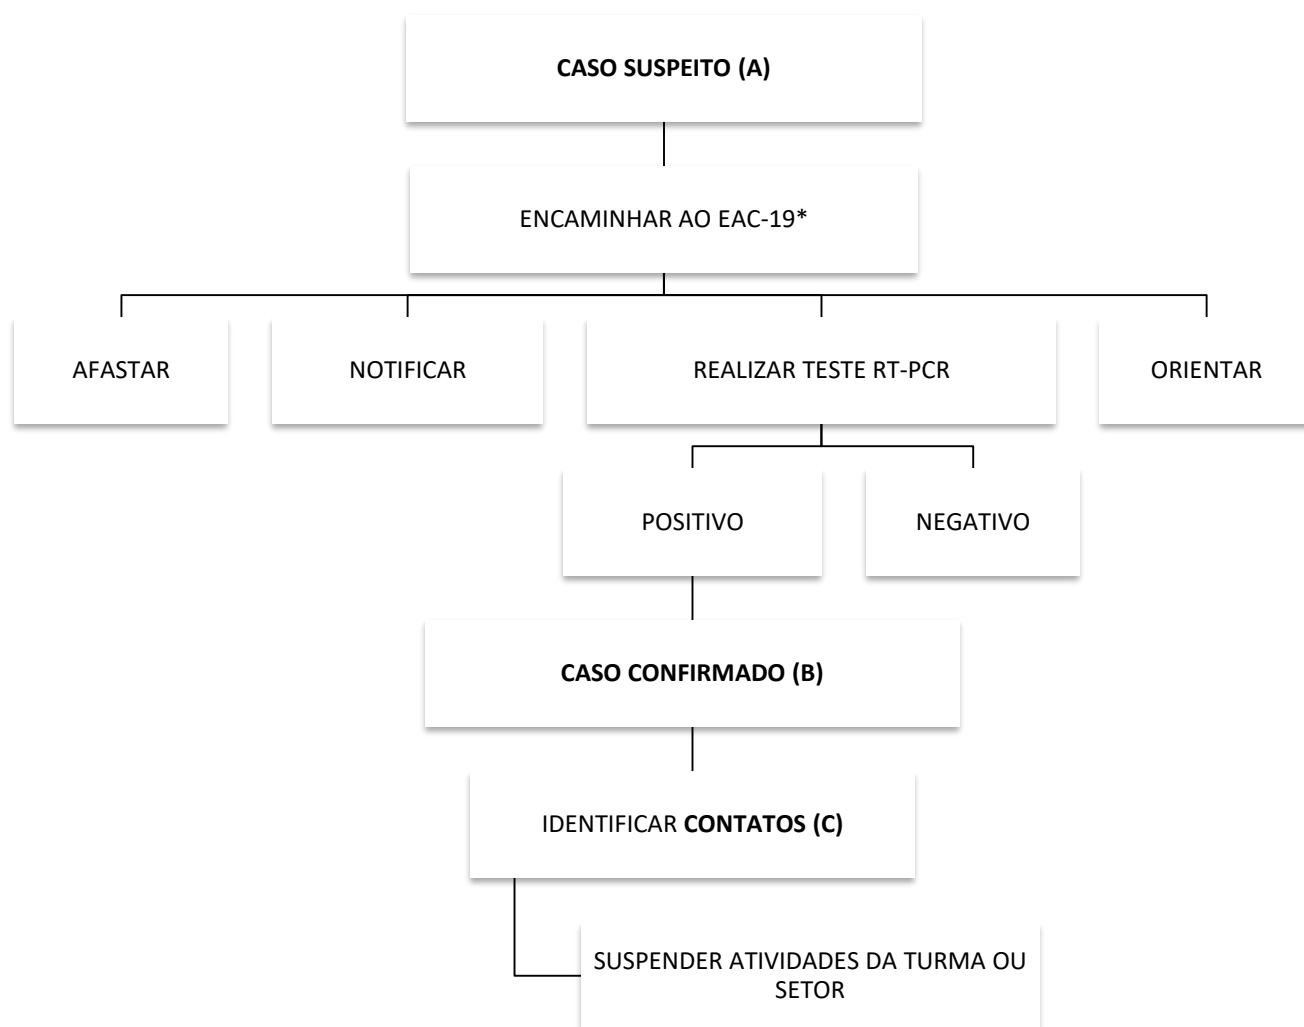 CASO SUSPEITO (A)
ENCAMINHAR AO EAC-19*
AFASTAR
NOTIFICAR
REALIZAR TESTE RT-PCR
ORIENTAR
POSITIVO
NEGATIVO
CASO CONFIRMADO (B)
IDENTIFICAR CONTATOS (C)
SUSPENDER ATIVIDADES DA TURMA OU
SETOR